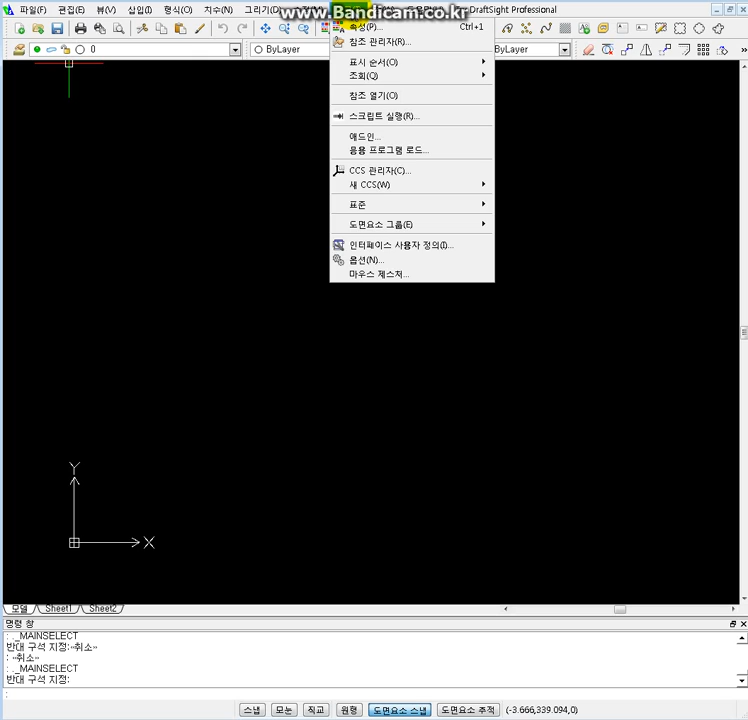 www.Bandicam.co.kr
파일(F) 편집(E) 뷰(V) 삽입(I) 형식(O) 치수(N) 그리기(D) DraftSight Professional
0 ByLayer ByLayer
속성(P)... Ctrl+1
참조 관리자(R)...
표시 순서(O)
조회(Q)
참조 열기(O)
스크립트 실행(R)...
애드인...
응용 프로그램 로드...
CCS 관리자(C)...
새 CCS(W)
표준
도면요소 그룹(E)
인터페이스 사용자 정의(I)...
옵션(N)...
마우스 제스처...
Y
X
모델 Sheet1 Sheet2
명령 창
: ._MAINSELECT
반대 구석 지정:«취소»
: «취소»
: ._MAINSELECT
반대 구석 지정:
:
스냅 모눈 직교 원형 도면요소 스냅 도면요소 추적 (-3.666,339.094,0)